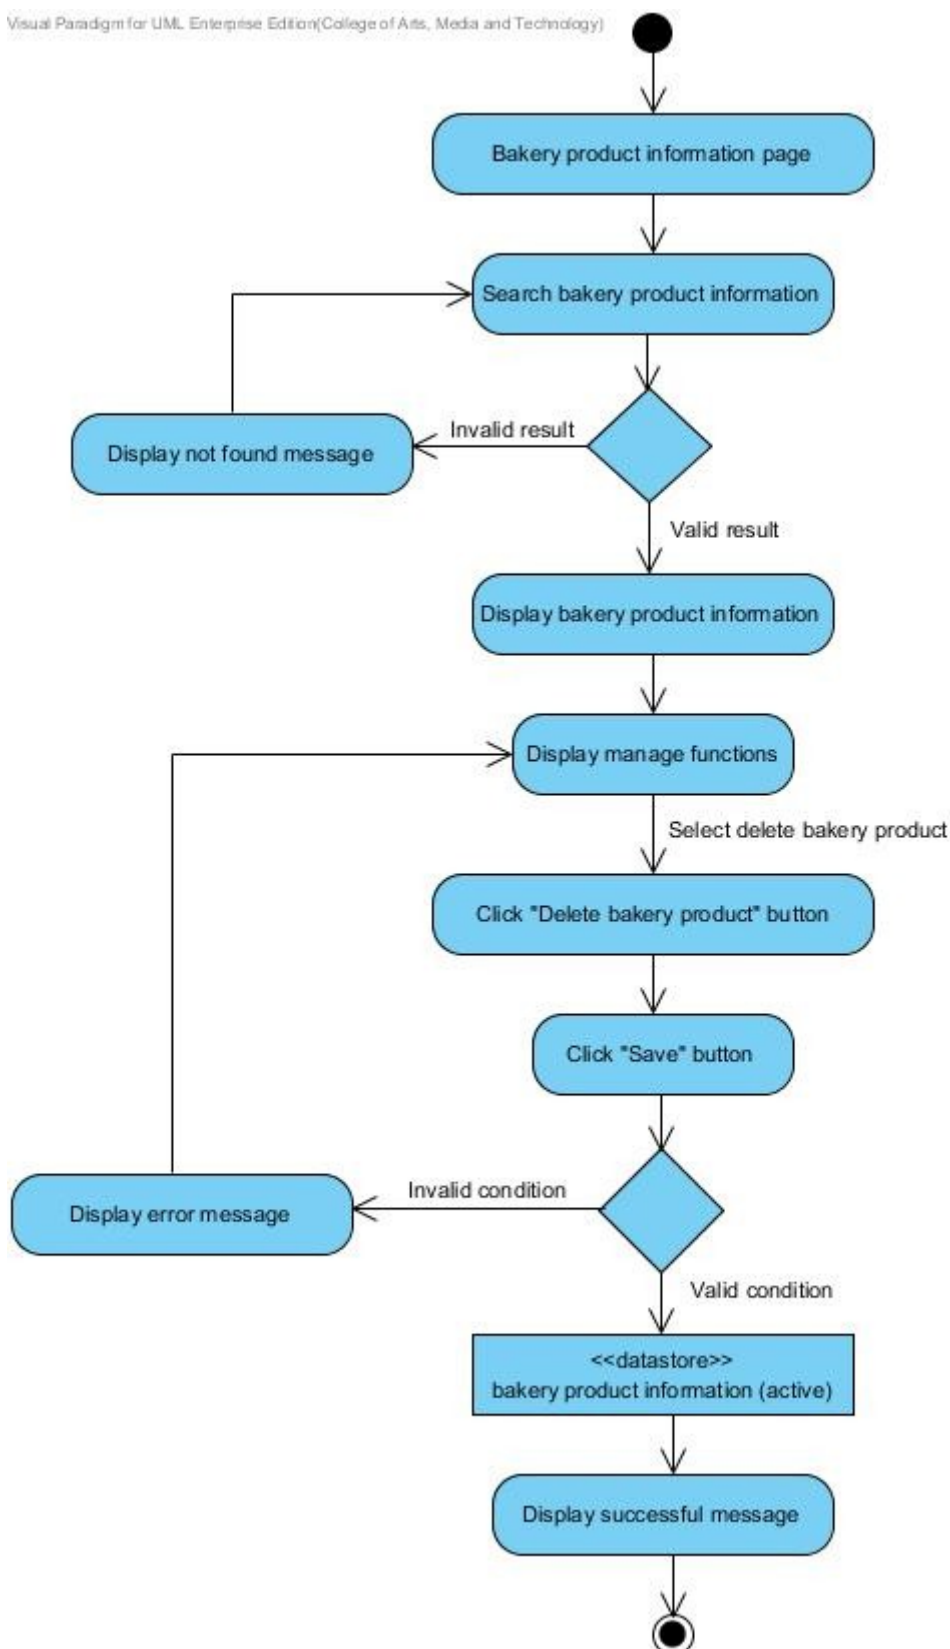 Visual Paradigm for UML Enterprise Edition(College of Arts, Media and Technology)
Bakery product information page
Search bakery product information
Invalid result
Display not found message
Valid result
Display bakery product information
Display manage functions
Select delete bakery product
Click "Delete bakery product" button
Click "Save" button
Invalid condition
Display error message
Valid condition
<<datastore>>
bakery product information (active)
Display successful message